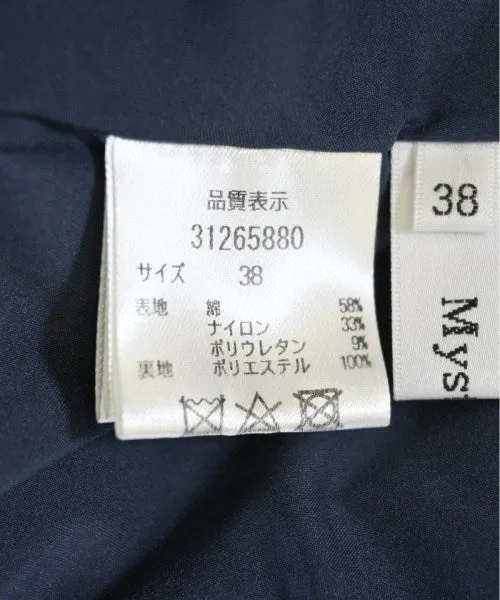 品質表示
31265880
サイズ 38
表地 綿 58%
ナイロン 33%
ポリウレタン 9%
裏地 ポリエステル 100%
38
Mys